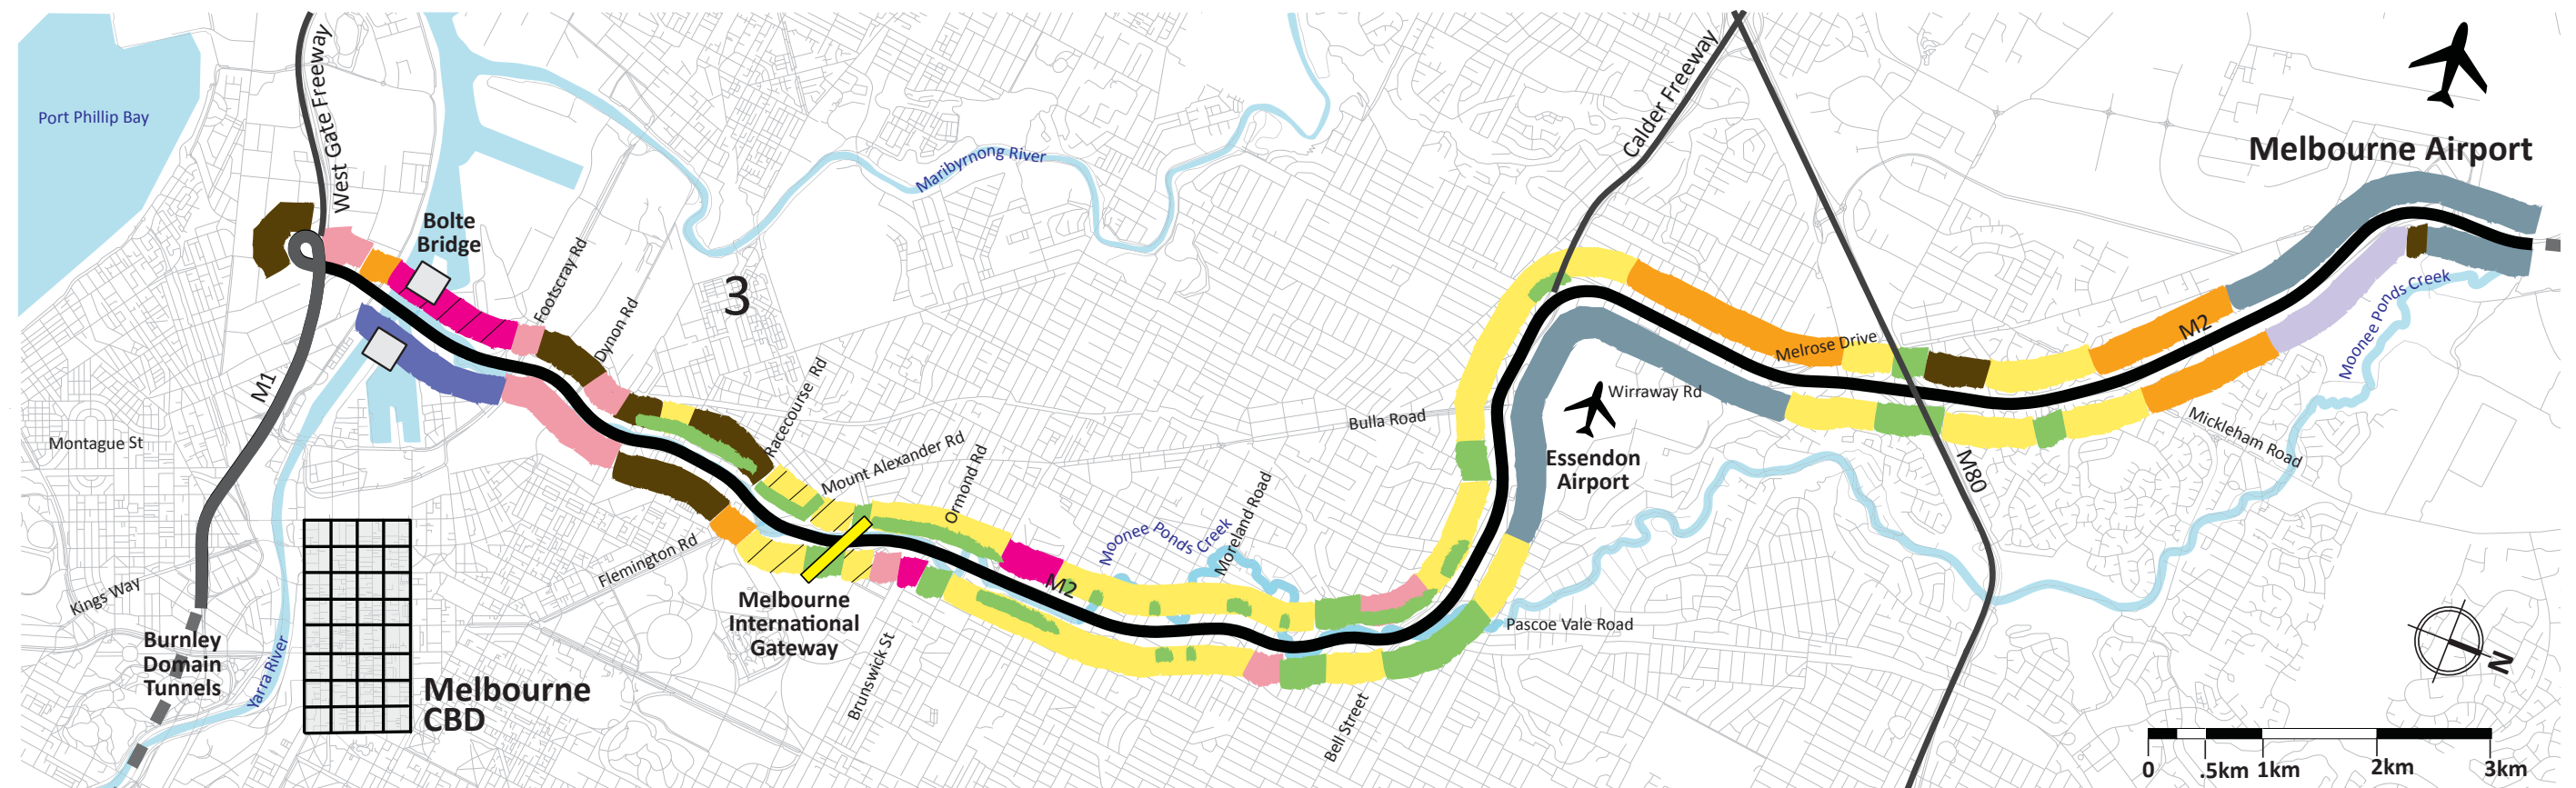 Port Phillip Bay
West Gate Freeway
Bolte
Bridge
Footscray Rd
Dynon Rd
3
Maribyrnong River
Racecourse Rd
Mount Alexander Rd
Ormond Rd
M1
Montague St
Kings Way
Burnley
Domain
Tunnels
Yarra River
Melbourne
CBD
Flemington Rd
Melbourne
International
Gateway
Brunswick St
M2
Moonee Ponds Creek
Moreland Road
Bell Street
Pascoe Vale Road
Bulla Road
Calder Freeway
Essendon
Airport
Wirraway Rd
Melrose Drive
M80
M2
Mickleham Road
Moonee Ponds Creek
Melbourne Airport
N
0 .5km 1km 2km 3km